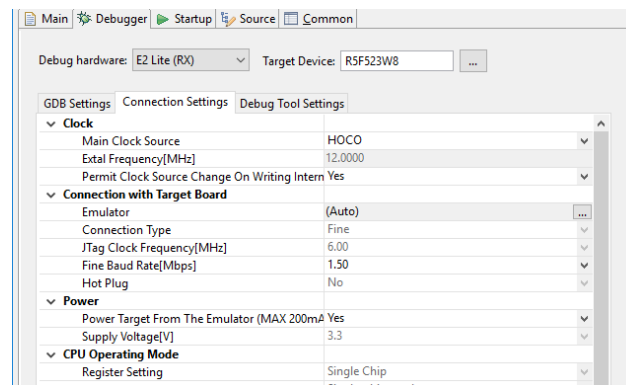 Main Debugger Startup Source Common
Debug hardware: E2 Lite (RX) Target Device: R5F523W8 ...
GDB Settings Connection Settings Debug Tool Settings
Clock
Main Clock Source HOCO
Extal Frequency[MHz] 12.0000
Permit Clock Source Change On Writing Intern Yes
Connection with Target Board
Emulator (Auto) ...
Connection Type Fine
JTag Clock Frequency[MHz] 6.00
Fine Baud Rate[Mbps] 1.50
Hot Plug No
Power
Power Target From The Emulator (MAX 200mA Yes
Supply Voltage[V] 3.3
CPU Operating Mode
Register Setting Single Chip